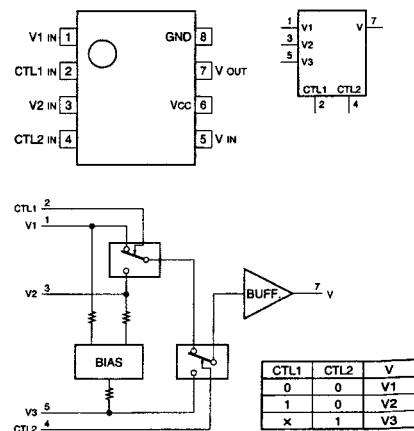 V1 IN 1 8 GND
CTL1 IN 2 7 V OUT
V2 IN 3 6 VCC
CTL2 IN 4 5 V IN
1 V1 V 7
3 V2
5 V3
CTL1 CTL2
2 4
CTL1 2
V1 1
V2 3
BIAS
BUFF.
7 V
V3 5
CTL2 4
CTL1 CTL2 V
0 0 V1
1 0 V2
× 1 V3